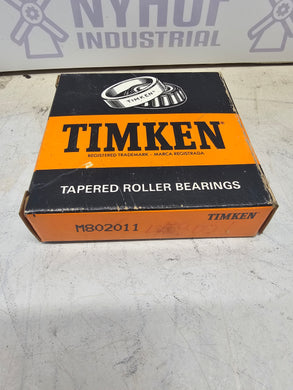 NYHOF
INDUSTRIAL
TIMKEN
TIMKEN
REGISTERED TRADEMARK - MARCA REGISTRADA
TAPERED ROLLER BEARINGS
TIMKEN
M802011